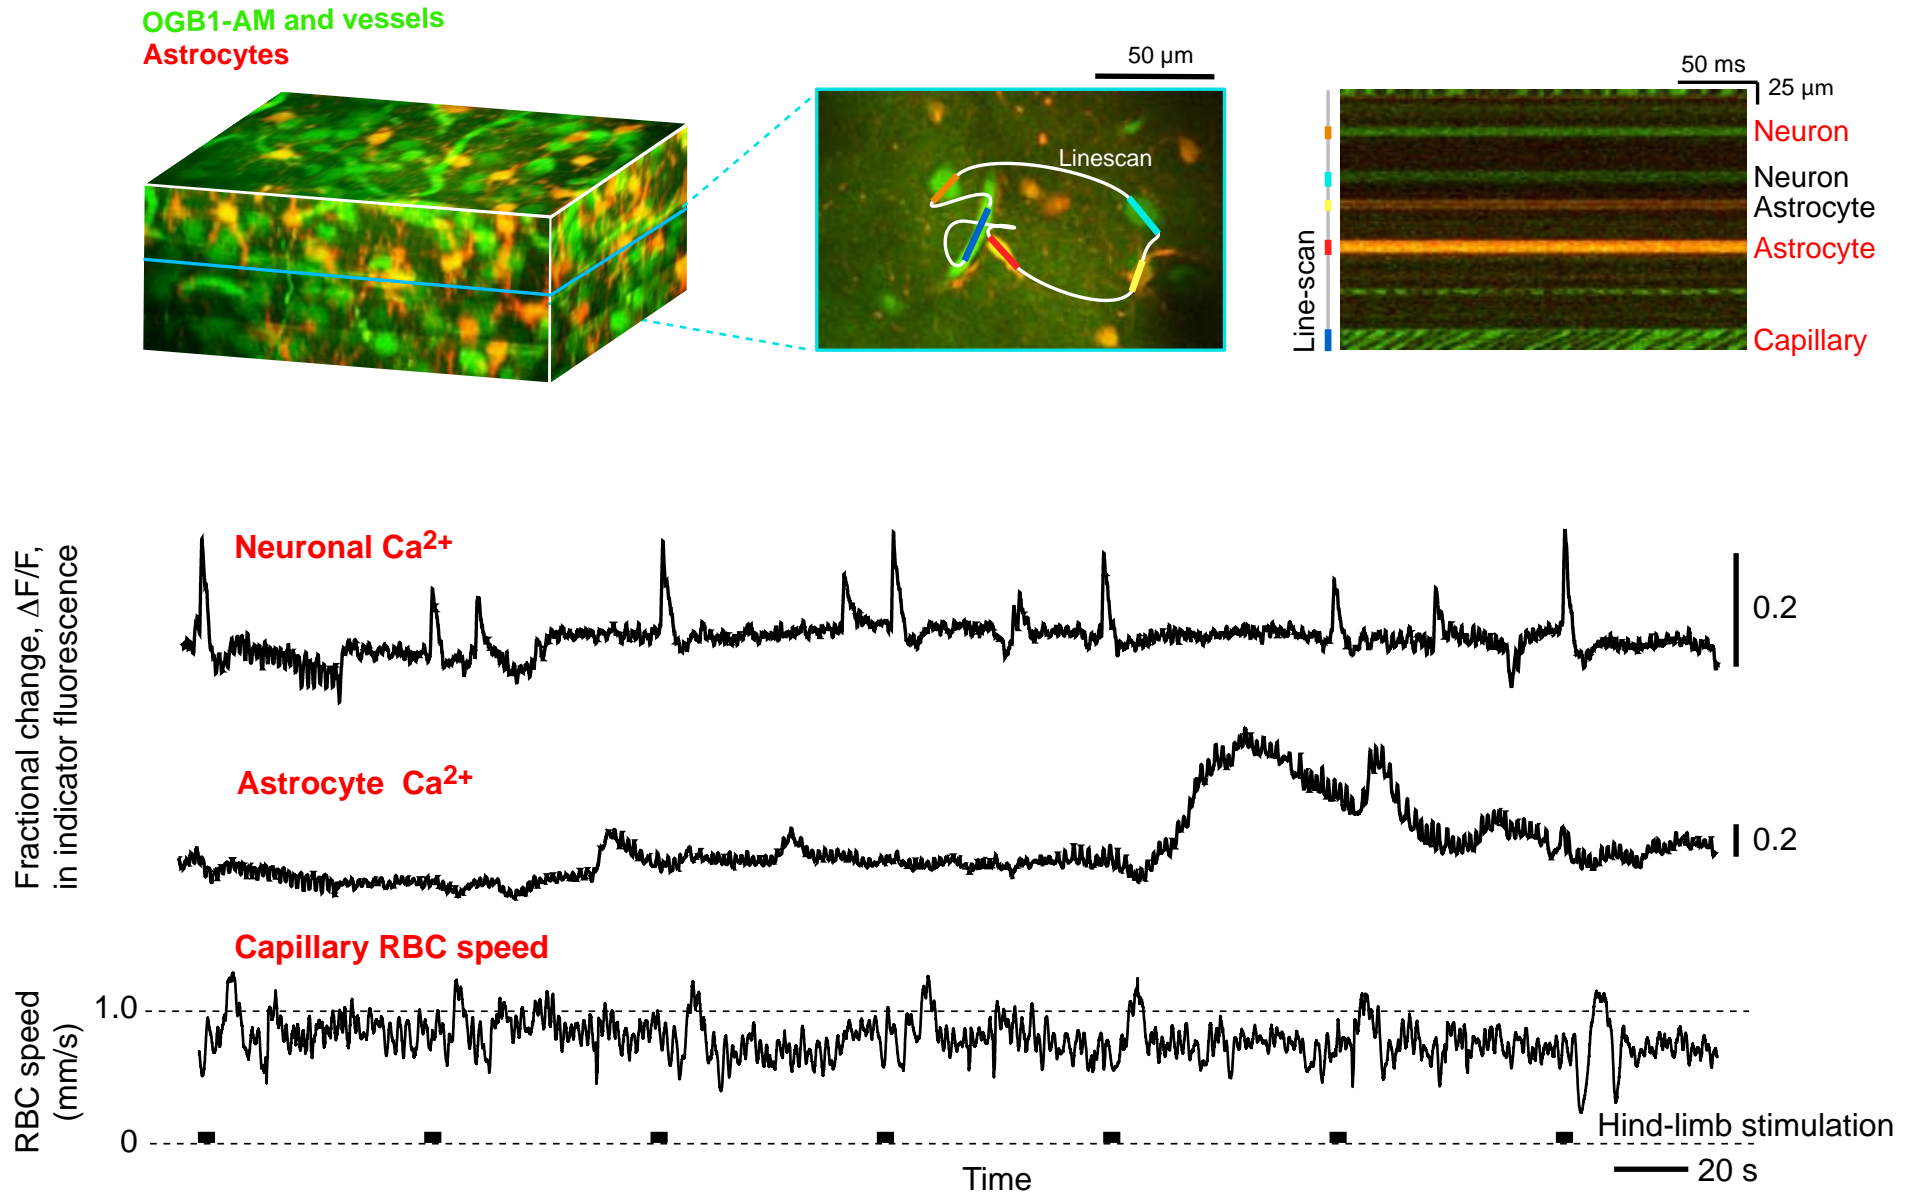 OGB1-AM and vessels
Astrocytes
50 µm
Linescan
50 ms
25 µm
Neuron
Neuron
Astrocyte
Astrocyte
Capillary
Line-scan
Fractional change, ΔF/F,
in indicator fluorescence
Neuronal Ca2+
0.2
Astrocyte Ca2+
0.2
Capillary RBC speed
RBC speed
(mm/s)
1.0
0
Hind-limb stimulation
Time
20 s